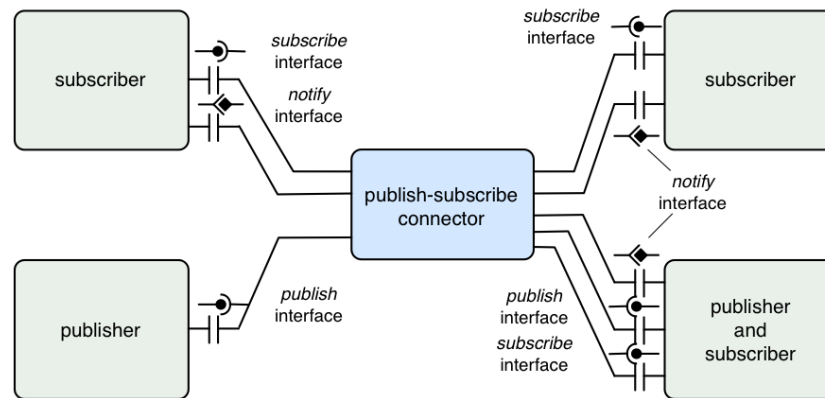 subscriber
subscribe
interface
notify
interface
subscribe
interface
subscriber
publish-subscribe
connector
notify
interface
publisher
publish
interface
publish
interface
subscribe
interface
publisher
and
subscriber